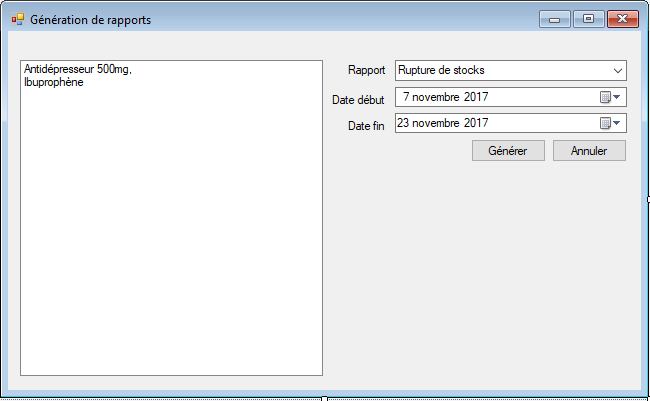 Génération de rapports
Antidépresseur 500mg,
Ibuprophène
Rapport Rupture de stocks
Date début 7 novembre 2017
Date fin 23 novembre 2017
Générer Annuler